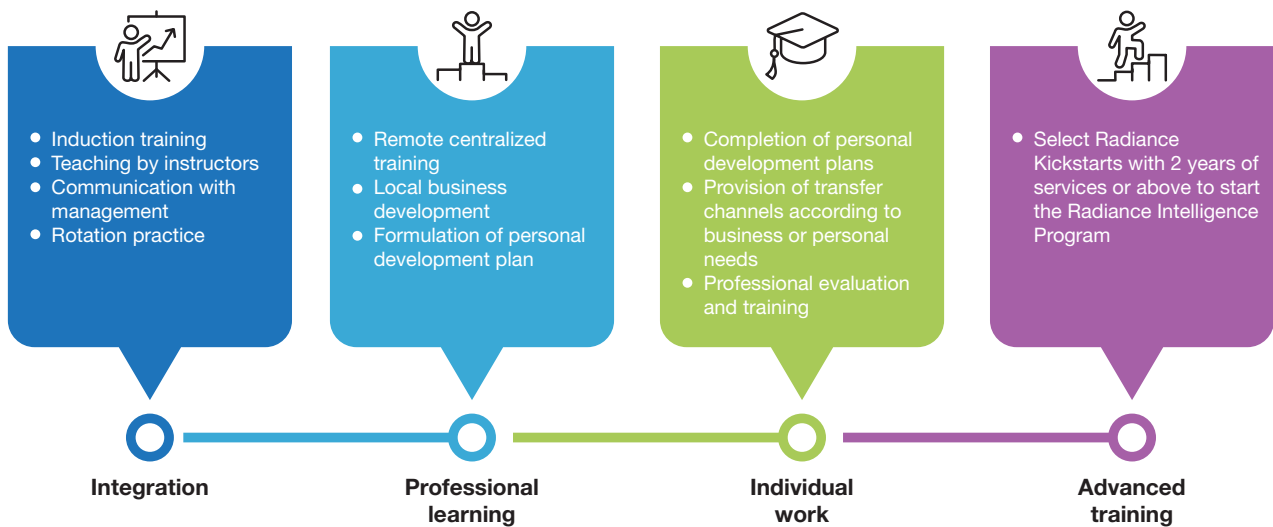 Induction training
Teaching by instructors
Communication with
management
Rotation practice
Remote centralized
training
Local business
development
Formulation of personal
development plan
Completion of personal
development plans
Provision of transfer
channels according to
business or personal
needs
Professional evaluation
and training
Select Radiance
Kickstarts with 2 years of
services or above to start
the Radiance Intelligence
Program
Integration
Professional
learning
Individual
work
Advanced
training